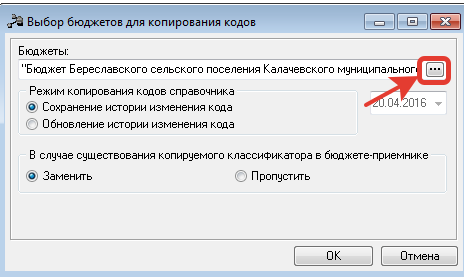 Выбор бюджетов для копирования кодов
Бюджеты:
"Бюджет Береславского сельского поселения Калачевского муниципального ...
Режим копирования кодов справочника
Сохранение истории изменения кода
20.04.2016
Обновление истории изменения кода
В случае существования копируемого классификатора в бюджете-приемнике
Заменить Пропустить
OK Отмена